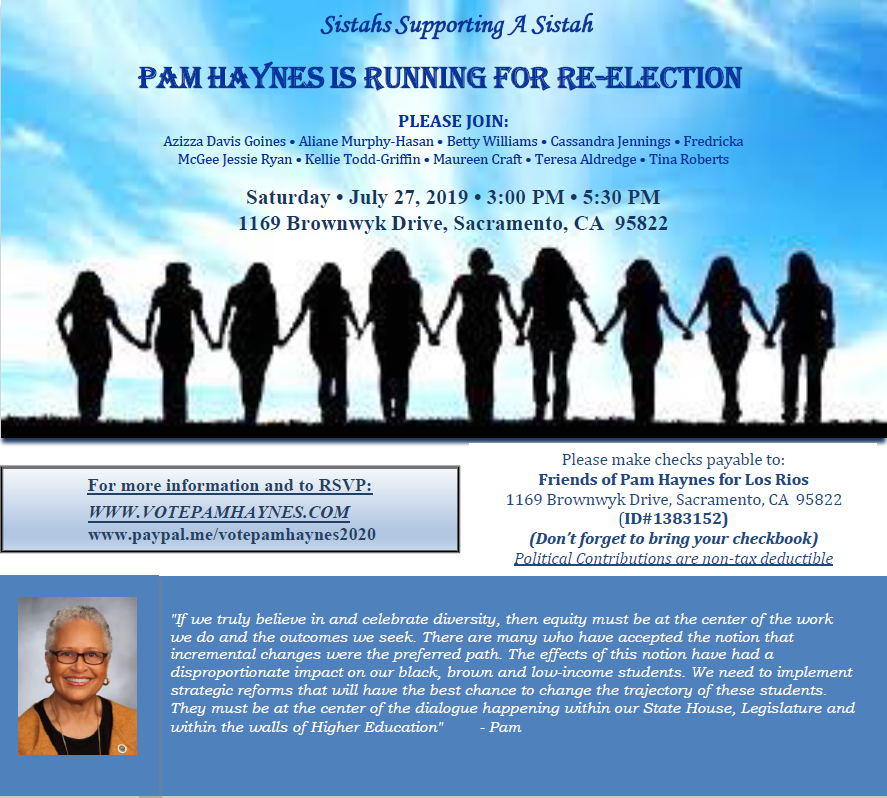 Sistahs Supporting A Sistah
PAM HAYNES IS RUNNING FOR RE-ELECTION
PLEASE JOIN:
Azizza Davis Goines • Aliane Murphy-Hasan • Betty Williams • Cassandra Jennings • Fredricka
McGee Jessie Ryan • Kellie Todd-Griffin • Maureen Craft • Teresa Aldredge • Tina Roberts
Saturday • July 27, 2019 • 3:00 PM • 5:30 PM
1169 Brownwyk Drive, Sacramento, CA 95822
For more information and to RSVP:
WWW.VOTEPAMHAYNES.COM
www.paypal.me/votepamhaynes2020
Please make checks payable to:
Friends of Pam Haynes for Los Rios
1169 Brownwyk Drive, Sacramento, CA 95822
(ID#1383152)
(Don't forget to bring your checkbook)
Political Contributions are non-tax deductible
"If we truly believe in and celebrate diversity, then equity must be at the center of the work
we do and the outcomes we seek. There are many who have accepted the notion that
incremental changes were the preferred path. The effects of this notion have had a
disproportionate impact on our black, brown and low-income students. We need to implement
strategic reforms that will have the best chance to change the trajectory of these students.
They must be at the center of the dialogue happening within our State House, Legislature and
within the walls of Higher Education" - Pam